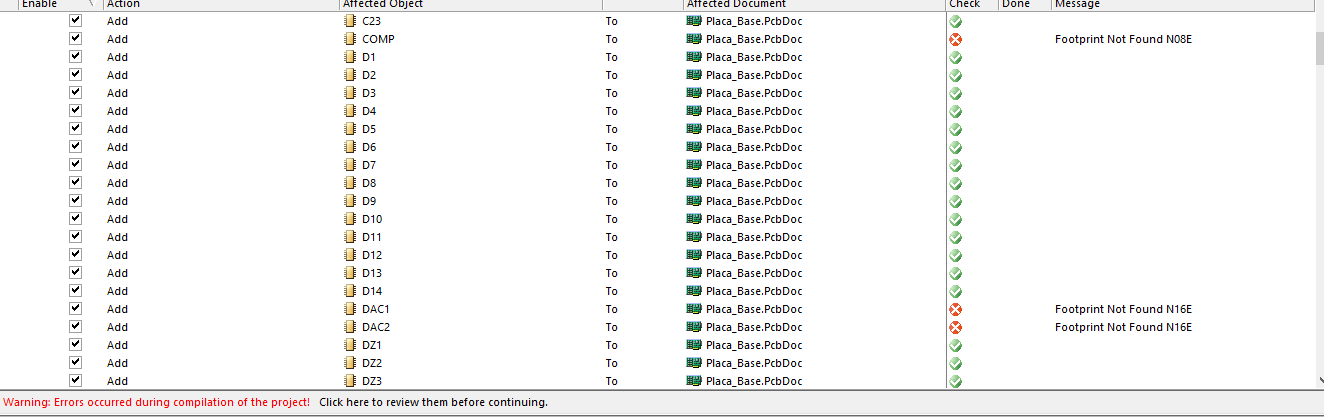 Enable Action Affected Object Affected Document Check Done Message
Add C23 To Placa_Base.PcbDoc
Add COMP To Placa_Base.PcbDoc Footprint Not Found N08E
Add D1 To Placa_Base.PcbDoc
Add D2 To Placa_Base.PcbDoc
Add D3 To Placa_Base.PcbDoc
Add D4 To Placa_Base.PcbDoc
Add D5 To Placa_Base.PcbDoc
Add D6 To Placa_Base.PcbDoc
Add D7 To Placa_Base.PcbDoc
Add D8 To Placa_Base.PcbDoc
Add D9 To Placa_Base.PcbDoc
Add D10 To Placa_Base.PcbDoc
Add D11 To Placa_Base.PcbDoc
Add D12 To Placa_Base.PcbDoc
Add D13 To Placa_Base.PcbDoc
Add D14 To Placa_Base.PcbDoc
Add DAC1 To Placa_Base.PcbDoc Footprint Not Found N16E
Add DAC2 To Placa_Base.PcbDoc Footprint Not Found N16E
Add DZ1 To Placa_Base.PcbDoc
Add DZ2 To Placa_Base.PcbDoc
Add DZ3 To Placa_Base.PcbDoc
Warning: Errors occurred during compilation of the project! Click here to review them before continuing.